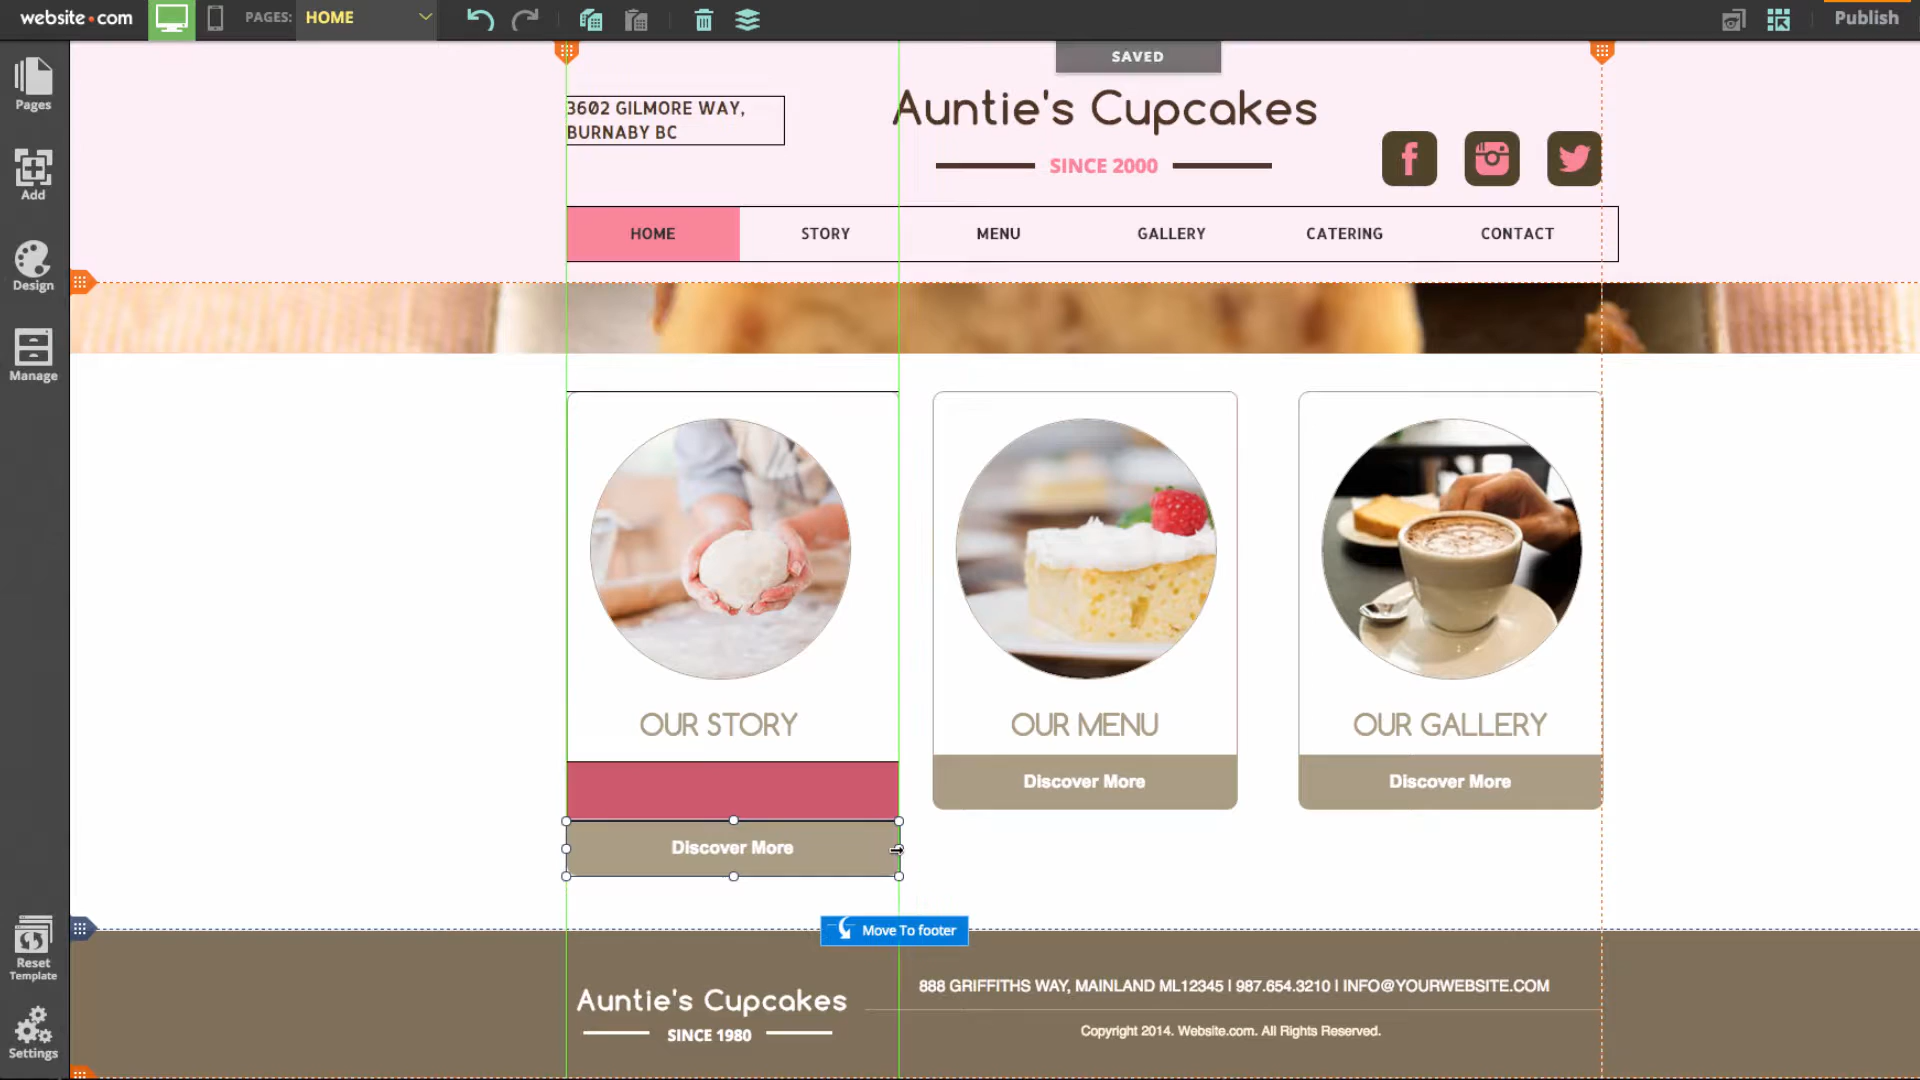 website.com
PAGES:
HOME
Publish
SAVED
Pages
Add
Design
Manage
Reset
Template
Settings
3602 GILMORE WAY,
BURNABY BC
Auntie's Cupcakes
SINCE 2000
HOME
STORY
MENU
GALLERY
CATERING
CONTACT
OUR STORY
OUR MENU
OUR GALLERY
Discover More
Discover More
Discover More
Move To footer
Auntie's Cupcakes
SINCE 1980
888 GRIFFITHS WAY, MAINLAND ML12345 | 987.654.3210 | INFO@YOURWEBSITE.COM
Copyright 2014. Website.com. All Rights Reserved.